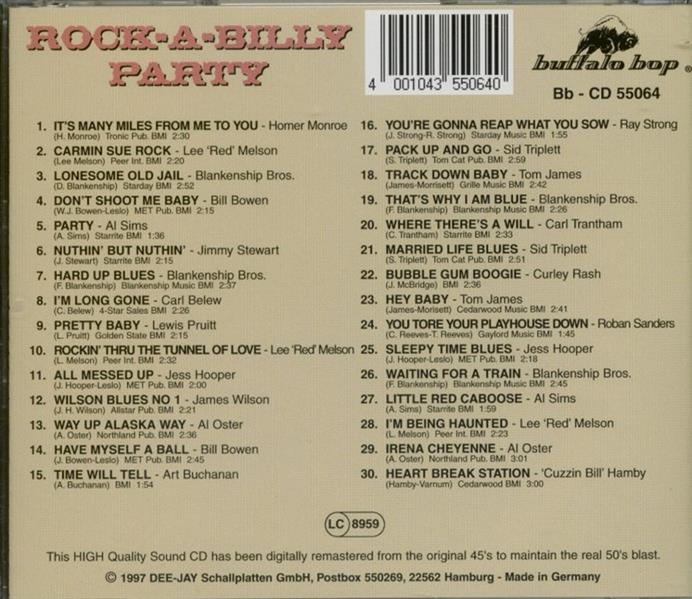 ROCK-A-BILLY
PARTY
4 001043 550640
buffalo bop ®
Bb - CD 55064
1. IT'S MANY MILES FROM ME TO YOU - Homer Monroe
(H. Monroe) Tronic Pub. BMI 2:30
2. CARMIN SUE ROCK - Lee 'Red' Melson
(Lee Melson) Peer Int. BMI 2:20
3. LONESOME OLD JAIL - Blankenship Bros.
(D. Blankenship) Starday BMI 2:52
4. DON'T SHOOT ME BABY - Bill Bowen
(W.J. Bowen-Leslo) MET Pub. BMI 2:15
5. PARTY - Al Sims
(A. Sims) Starrite BMI 1:36
6. NUTHIN' BUT NUTHIN' - Jimmy Stewart
(J. Stewart) Starrite BMI 2:15
7. HARD UP BLUES - Blankenship Bros.
(F. Blankenship) Blankenship Music BMI 2:37
8. I'M LONG GONE - Carl Belew
(C. Belew) 4-Star Sales BMI 2:26
9. PRETTY BABY - Lewis Pruitt
(L. Pruitt) Golden State BMI 2:15
10. ROCKIN' THRU THE TUNNEL OF LOVE - Lee 'Red' Melson
(L. Melson) Peer Int. BMI 2:32
11. ALL MESSED UP - Jess Hooper
(J. Hooper-Leslo) MET Pub. BMI 2:00
12. WILSON BLUES NO 1 - James Wilson
(J. H. Wilson) Allstar Pub. BMI 2:21
13. WAY UP ALASKA WAY - Al Oster
(A. Oster) Northland Pub. BMI 2:36
14. HAVE MYSELF A BALL - Bill Bowen
(J. Bowen-Leslo) MET Pub. BMI 2:45
15. TIME WILL TELL - Art Buchanan
(A. Buchanan) BMI 1:54
16. YOU'RE GONNA REAP WHAT YOU SOW - Ray Strong
(J. Strong-R. Strong) Starday Music BMI 1:55
17. PACK UP AND GO - Sid Triplett
(S. Triplett) Tom Cat Pub. BMI 2:59
18. TRACK DOWN BABY - Tom James
(James-Morrisett) Grille Music BMI 2:42
19. THAT'S WHY I AM BLUE - Blankenship Bros.
(F. Blankenship) Blankenship Music BMI 2:26
20. WHERE THERE'S A WILL - Carl Trantham
(C. Trantham) Starrite BMI 2:33
21. MARRIED LIFE BLUES - Sid Triplett
(S. Triplett) Tom Cat Pub. BMI 2:51
22. BUBBLE GUM BOOGIE - Curley Rash
(J. McBridge) BMI 2:36
23. HEY BABY - Tom James
(James-Morisett) Cedarwood Music BMI 2:41
24. YOU TORE YOUR PLAYHOUSE DOWN - Roban Sanders
(C. Reeves-T. Reeves) Gaylord Music BMI 1:45
25. SLEEPY TIME BLUES - Jess Hooper
(J. Hooper-Leslo) MET Pub. BMI 2:18
26. WAITING FOR A TRAIN - Blankenship Bros.
(F. Blankenship) Blankenship Music BMI 2:45
27. LITTLE RED CABOOSE - Al Sims
(A. Sims) Starrite BMI 1:59
28. I'M BEING HAUNTED - Lee 'Red' Melson
(L. Melson) Peer Int. BMI 2:23
29. IRENA CHEYENNE - Al Oster
(A. Oster) Northland Pub. BMI 3:01
30. HEART BREAK STATION - 'Cuzzin Bill' Hamby
(Hamby-Varnum) Cedarwood BMI 3:00
LC 8959
This HIGH Quality Sound CD has been digitally remastered from the original 45's to maintain the real 50's blast.
© 1997 DEE-JAY Schallplatten GmbH, Postbox 550269, 22562 Hamburg - Made in Germany